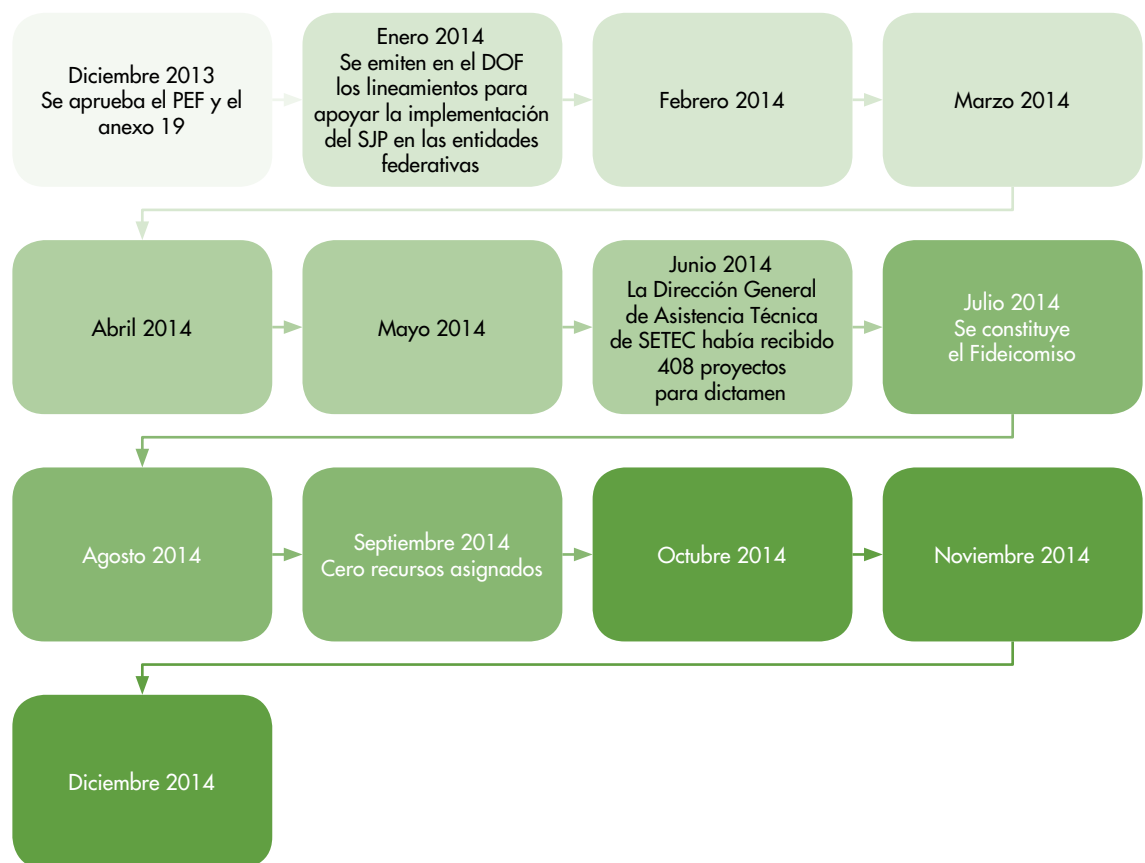 Diciembre 2013
Se aprueba el PEF y el
anexo 19
Enero 2014
Se emiten en el DOF
los lineamientos para
apoyar la implementación
del SJP en las entidades
federativas
Febrero 2014
Marzo 2014
Abril 2014
Mayo 2014
Junio 2014
La Dirección General
de Asistencia Técnica
de SETEC había recibido
408 proyectos
para dictamen
Julio 2014
Se constituye
el Fideicomiso
Agosto 2014
Septiembre 2014
Cero recursos asignados
Octubre 2014
Noviembre 2014
Diciembre 2014